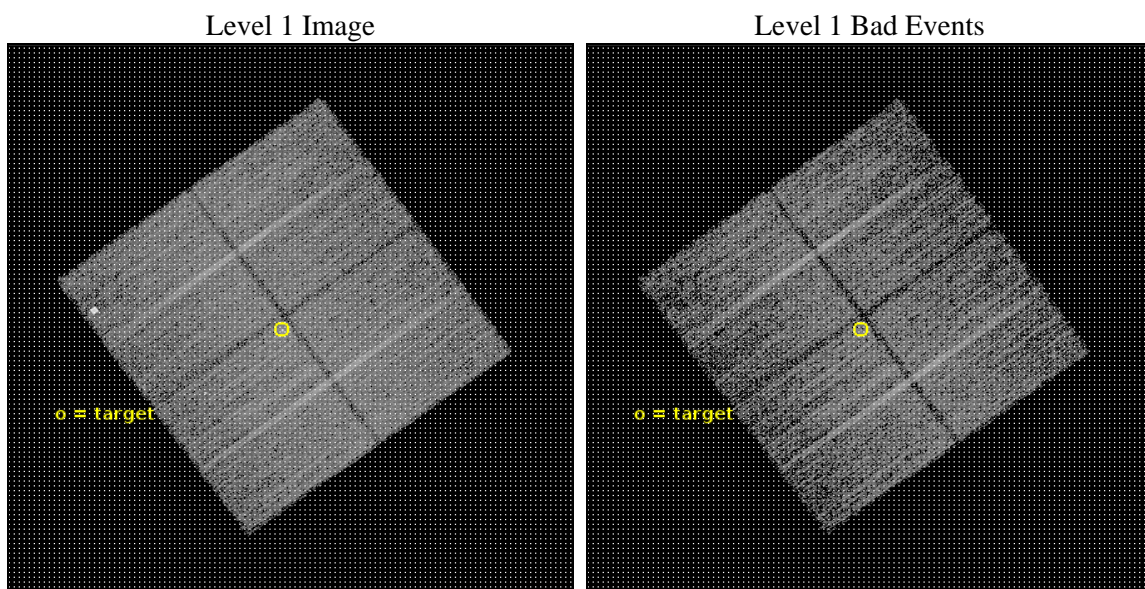 Level 1 Image
Level 1 Bad Events
o = target
o = target